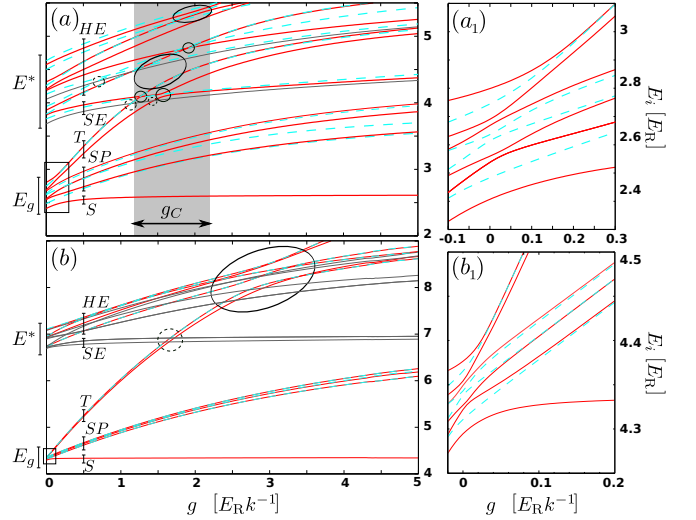 (a)
HE
E*
SE
T
SP
E_g
S
g_C
5
4
3
2
(a₁)
3
2.8
2.6
2.4
E_i [E_R]
-0.1 0 0.1 0.2 0.3
(b)
HE
E*
SE
T
SP
E_g
S
8
7
6
5
4
0 1 2 3 4 5
g [E_R k⁻¹]
(b₁)
4.5
4.4
4.3
E_i [E_R]
0 0.1 0.2
g [E_R k⁻¹]